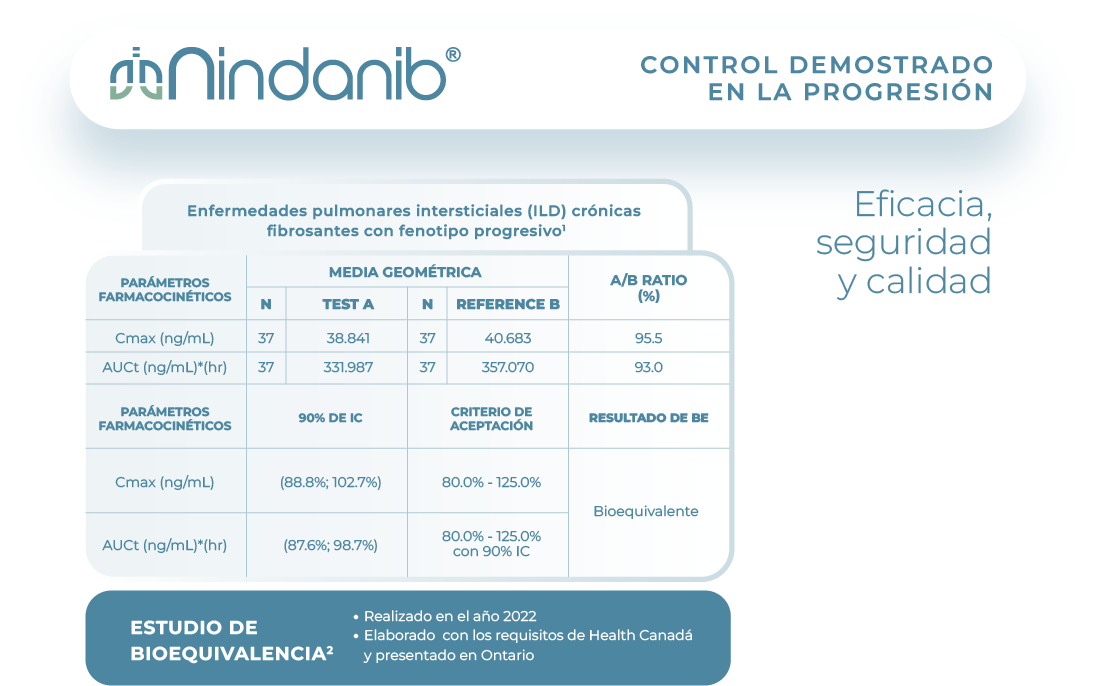 Nindanib®
CONTROL DEMOSTRADO
EN LA PROGRESIÓN
Eficacia,
seguridad
y calidad
Enfermedades pulmonares intersticiales (ILD) crónicas
fibrosantes con fenotipo progresivo¹
PARÁMETROS
FARMACOCINÉTICOS
MEDIA GEOMÉTRICA
A/B RATIO
(%)
N TEST A N REFERENCE B
Cmax (ng/mL) 37 38.841 37 40.683 95.5
AUCt (ng/mL)*(hr) 37 331.987 37 357.070 93.0
PARÁMETROS
FARMACOCINÉTICOS
90% DE IC
CRITERIO DE
ACEPTACIÓN
RESULTADO DE BE
Cmax (ng/mL) (88.8%; 102.7%) 80.0% - 125.0%
Bioequivalente
AUCt (ng/mL)*(hr) (87.6%; 98.7%) 80.0% - 125.0%
con 90% IC
ESTUDIO DE
BIOEQUIVALENCIA²
• Realizado en el año 2022
• Elaborado con los requisitos de Health Canadá
y presentado en Ontario